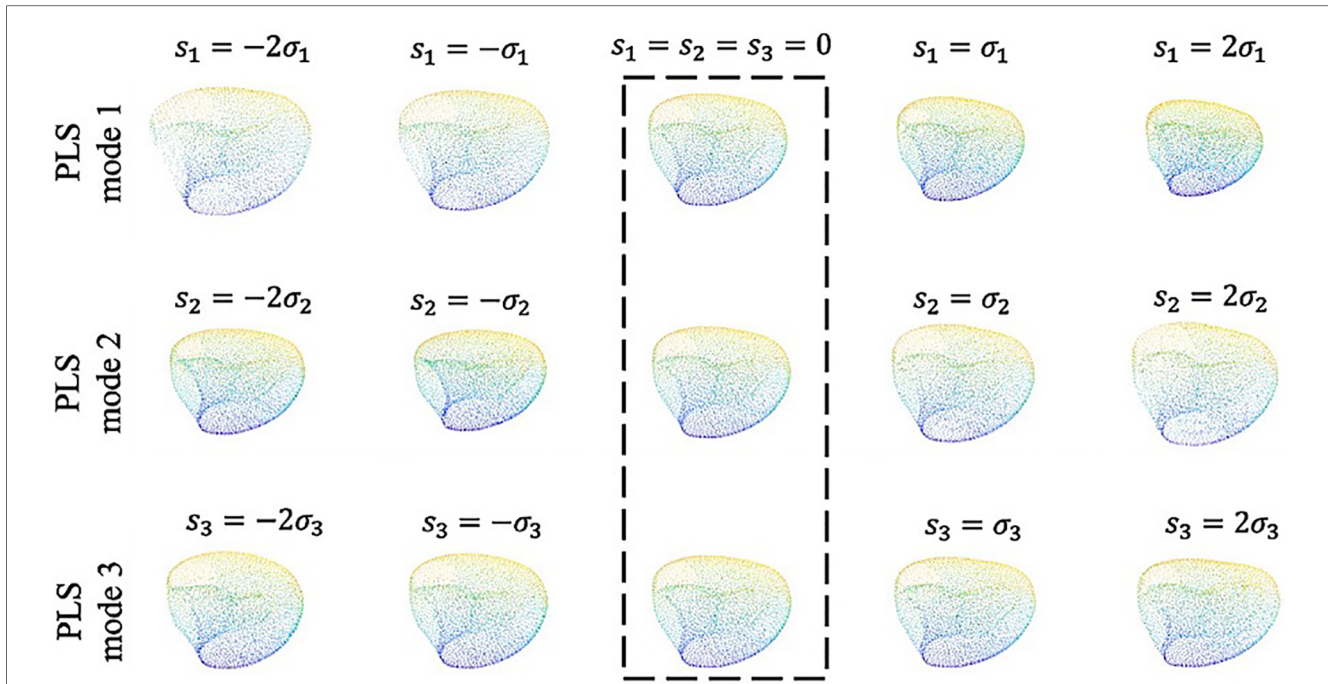 s₁ = −2σ₁
s₁ = −σ₁
s₁ = s₂ = s₃ = 0
s₁ = σ₁
s₁ = 2σ₁
PLS
mode 1
s₂ = −2σ₂
s₂ = −σ₂
s₂ = σ₂
s₂ = 2σ₂
PLS
mode 2
s₃ = −2σ₃
s₃ = −σ₃
s₃ = σ₃
s₃ = 2σ₃
PLS
mode 3